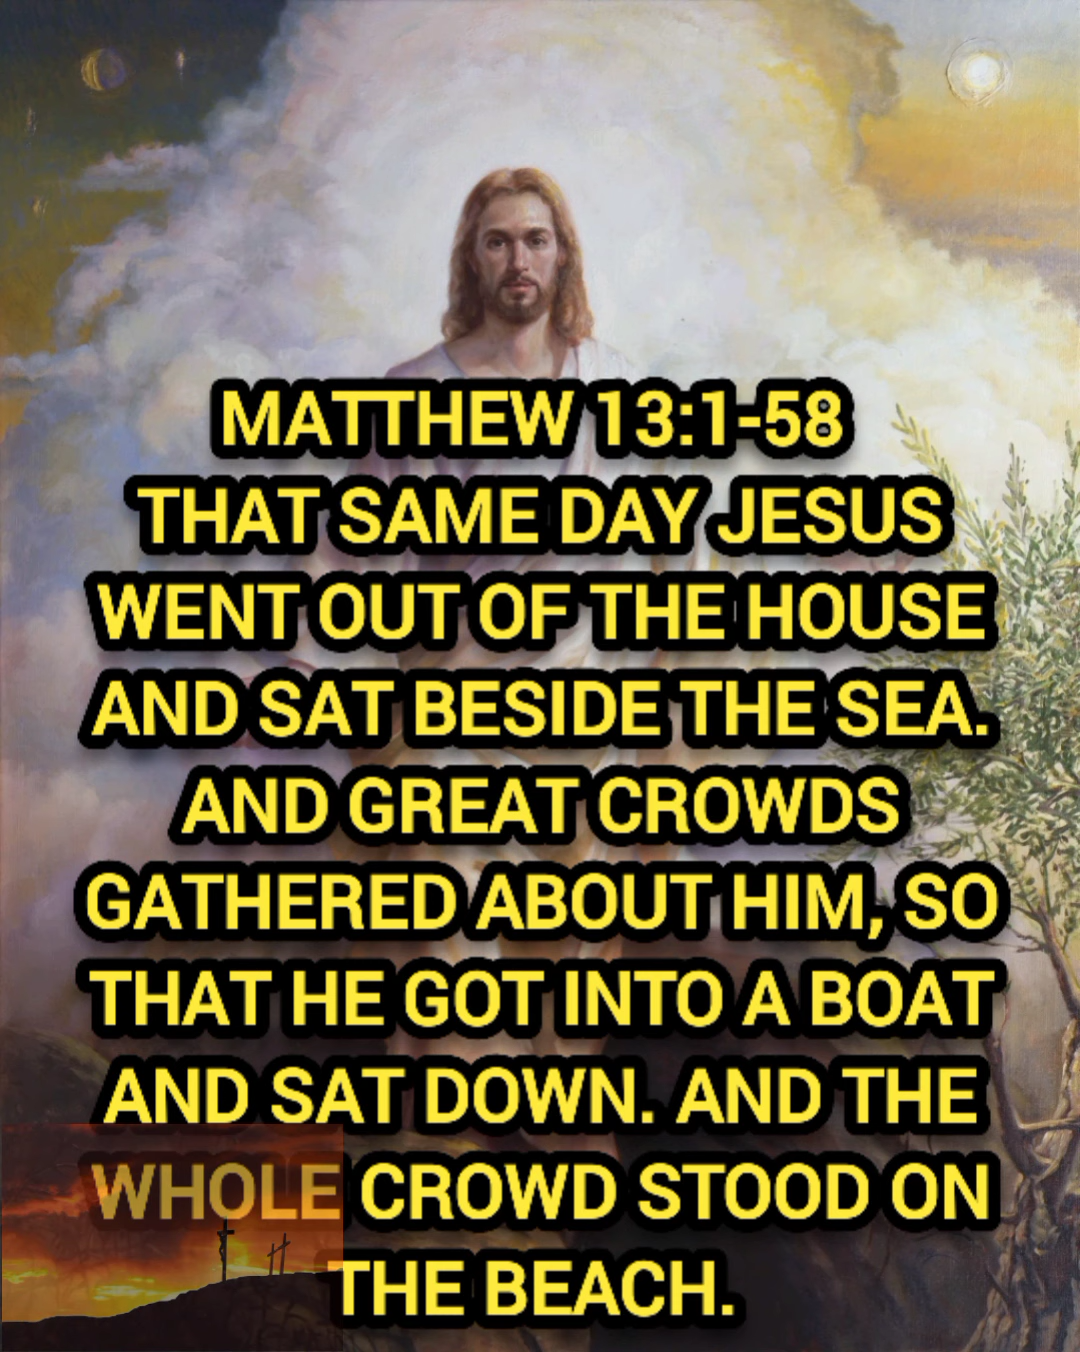 MATTHEW 13:1-58
THAT SAME DAY JESUS
WENT OUT OF THE HOUSE
AND SAT BESIDE THE SEA.
AND GREAT CROWDS
GATHERED ABOUT HIM, SO
THAT HE GOT INTO A BOAT
AND SAT DOWN. AND THE
WHOLE CROWD STOOD ON
THE BEACH.